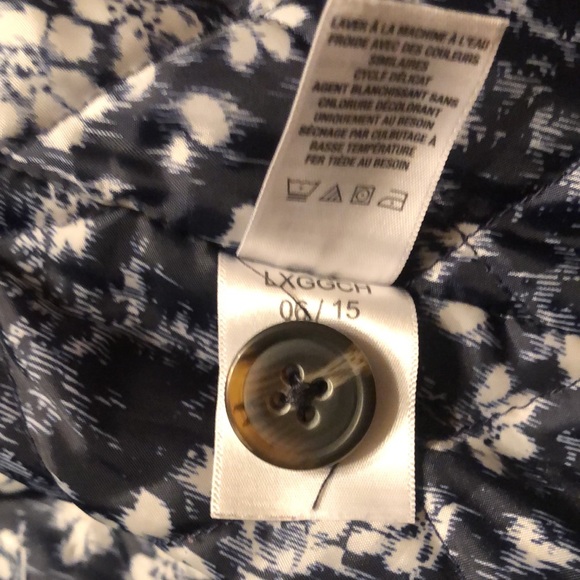 LAVER À LA MACHINE À L'EAU
FROIDE AVEC DES COULEURS
SIMILAIRES
CYCLE DÉLICAT
AGENT BLANCHISSANT SANS
CHLORURE DÉCOLORANT
UNIQUEMENT AU BESOIN
SÉCHAGE PAR CULBUTAGE À
BASSE TEMPÉRATURE
FER TIÈDE AU BESOIN
LXGGCH
06/15